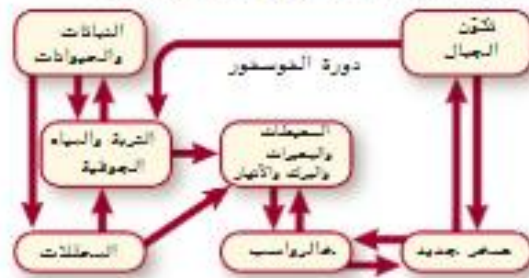 النباتات
والحيوانات
تكوّن
الجبال
دورة الفوسفور
التربة والمياه
الجوفية
المحيطات
والبحيرات
والبرك والأنهار
المحللات
الرواسب
صخر جديد